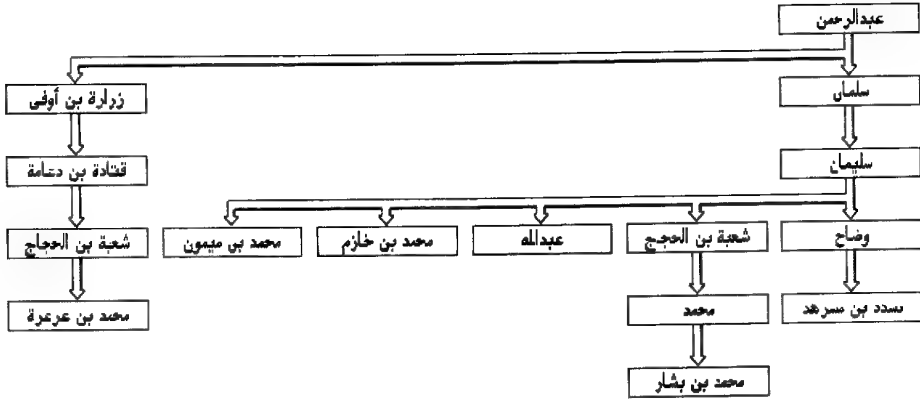 عبدالرحمن
سلمان
زرارة بن أوفى
سليمان
قتادة بن دعامة
وضاح
شعبة بن الحجج
عبدالله
محمد بن خازم
محمد بن ميمون
شعبة بن الحجاج
مسدد بن مسرهد
محمد
محمد بن عرعرة
محمد بن بشار